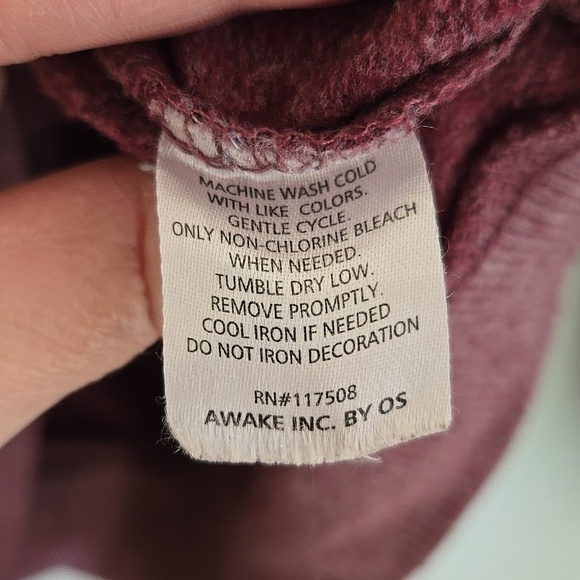 MACHINE WASH COLD
WITH LIKE COLORS.
GENTLE CYCLE.
ONLY NON-CHLORINE BLEACH
WHEN NEEDED.
TUMBLE DRY LOW.
REMOVE PROMPTLY.
COOL IRON IF NEEDED
DO NOT IRON DECORATION
RN#117508
AWAKE INC. BY OS